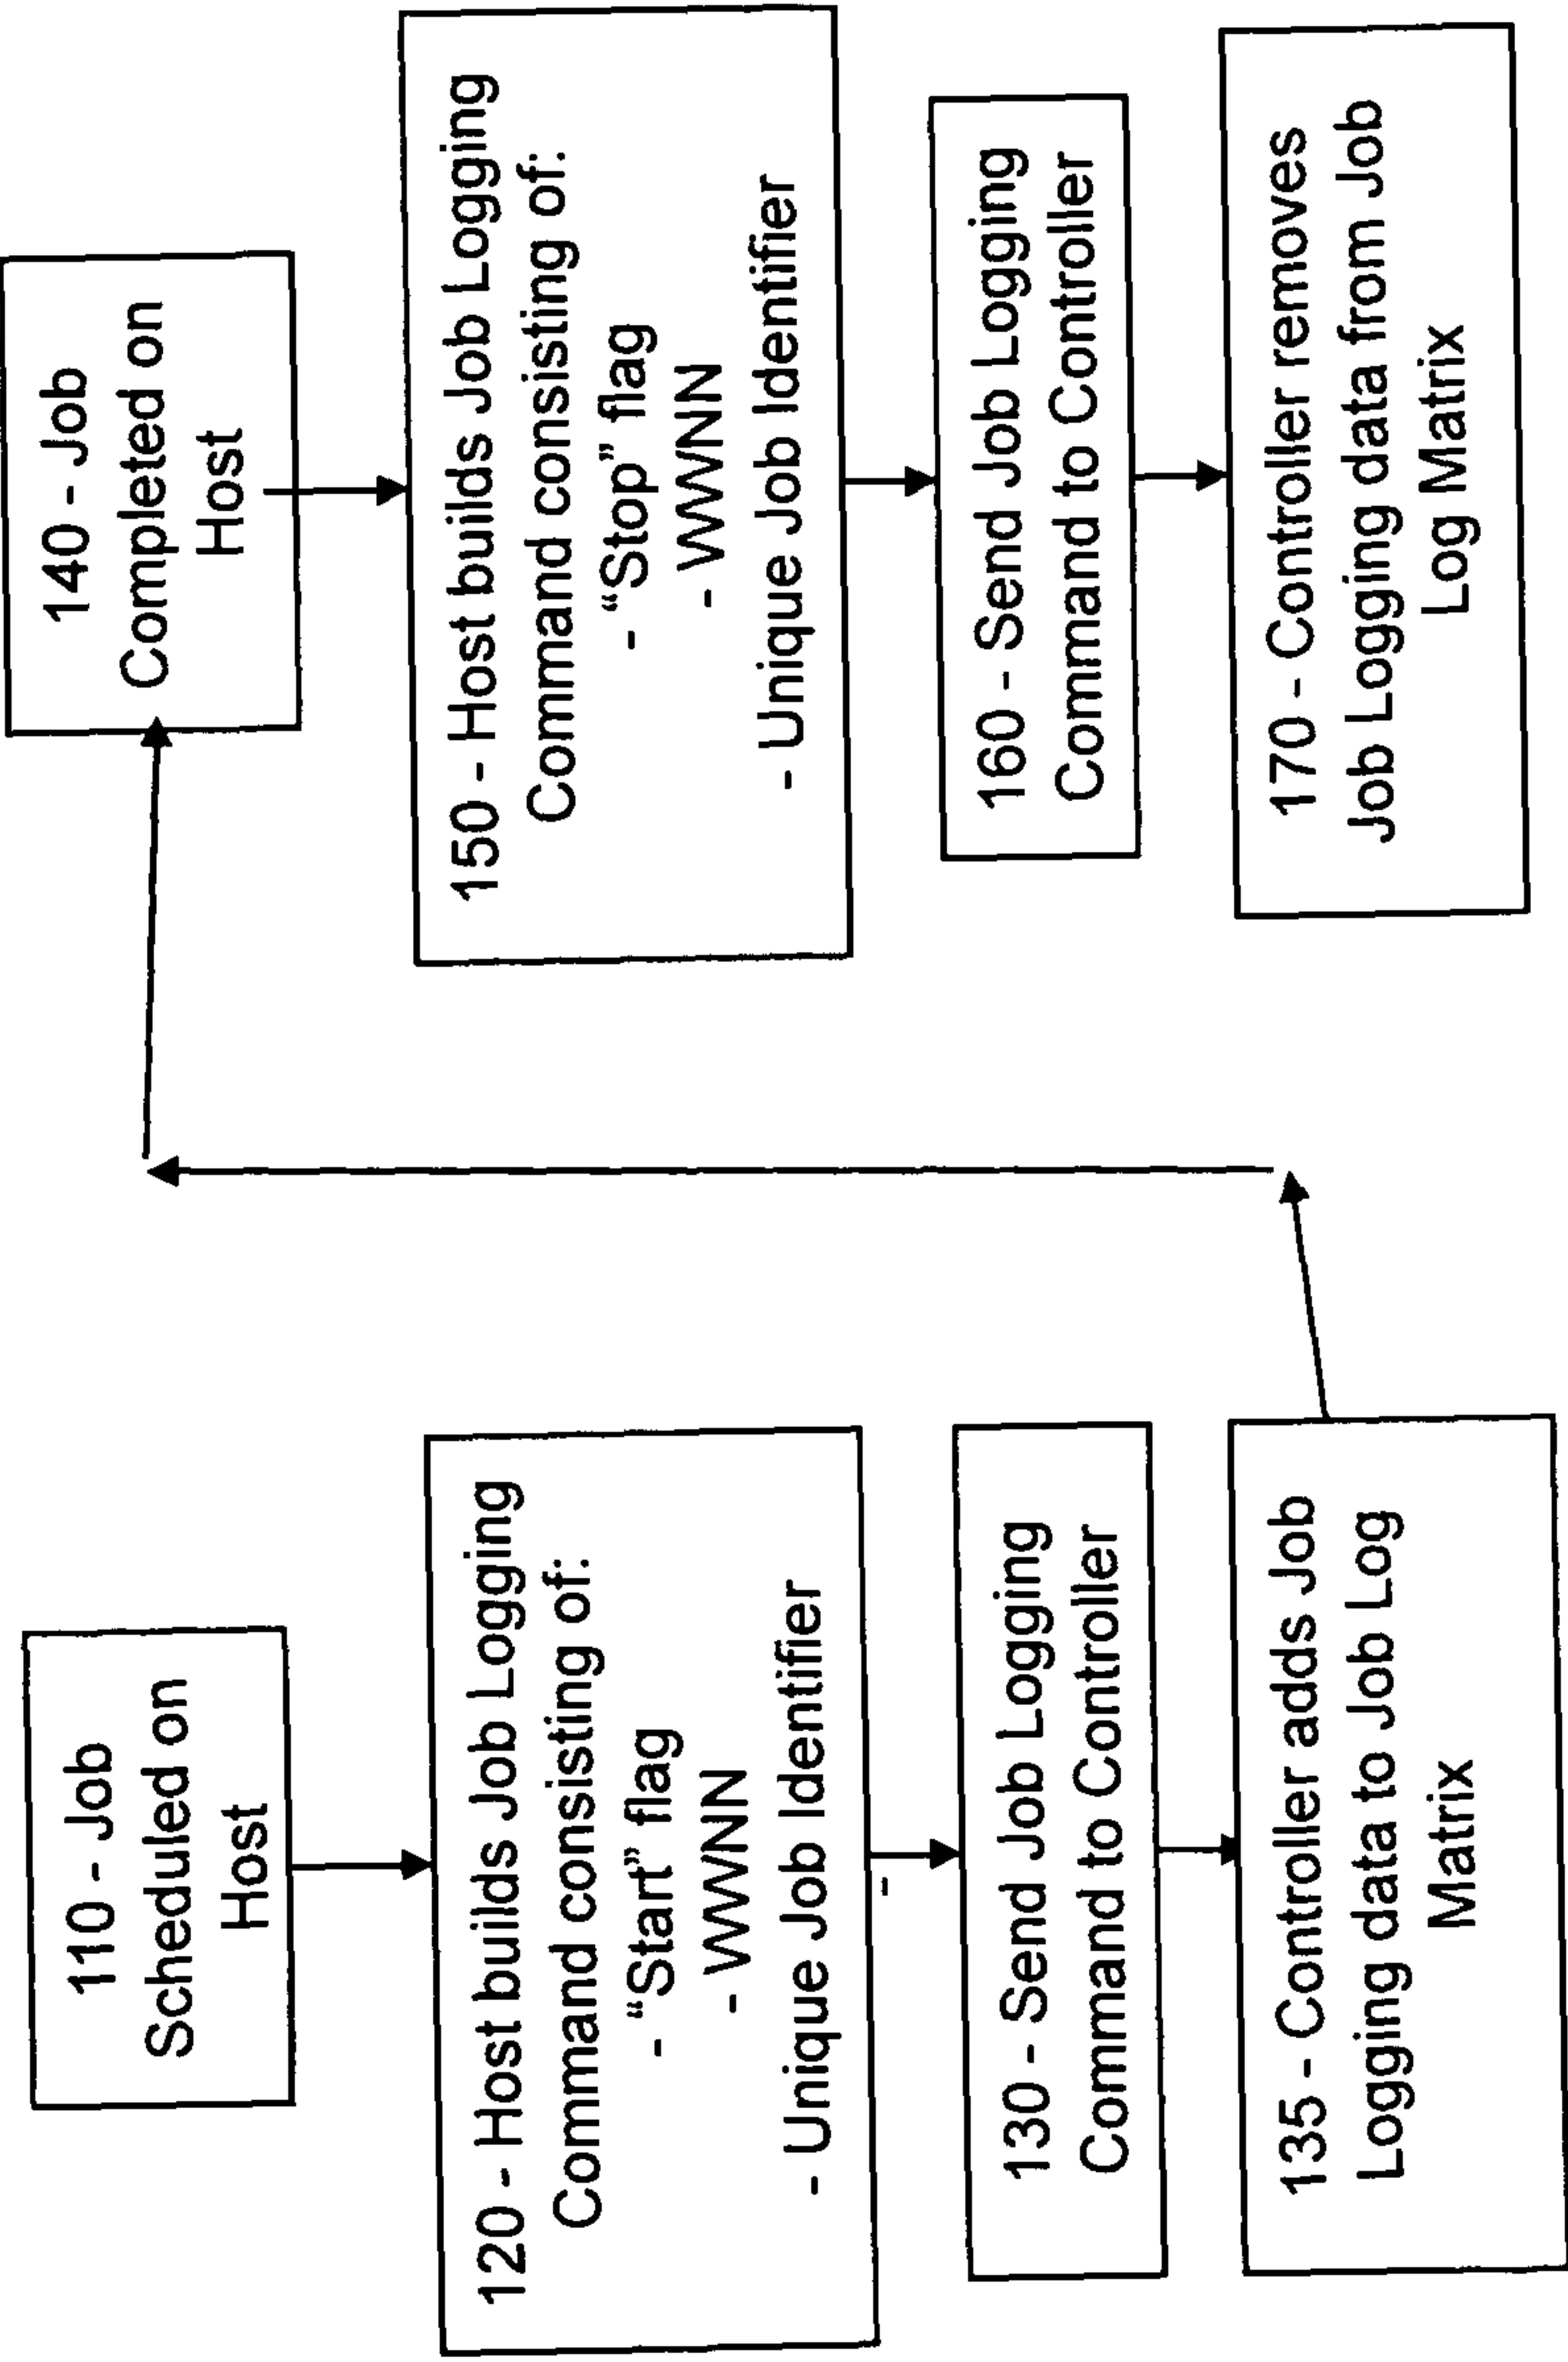 110 - Job
Scheduled on
Host
120 - Host builds Job Logging
Command consisting of:
- “Start” flag
- WWNN
- Unique Job Identifier
-
130 - Send Job Logging
Command to Controller
135 - Controller adds Job
Logging data to Job Log
Matrix
140 - Job
Completed on
Host
150 - Host builds Job Logging
Command consisting of:
- “Stop” flag
- WWNN
- Unique Job Identifier
160 - Send Job Logging
Command to Controller
170 - Controller removes
Job Logging data from Job
Log Matrix